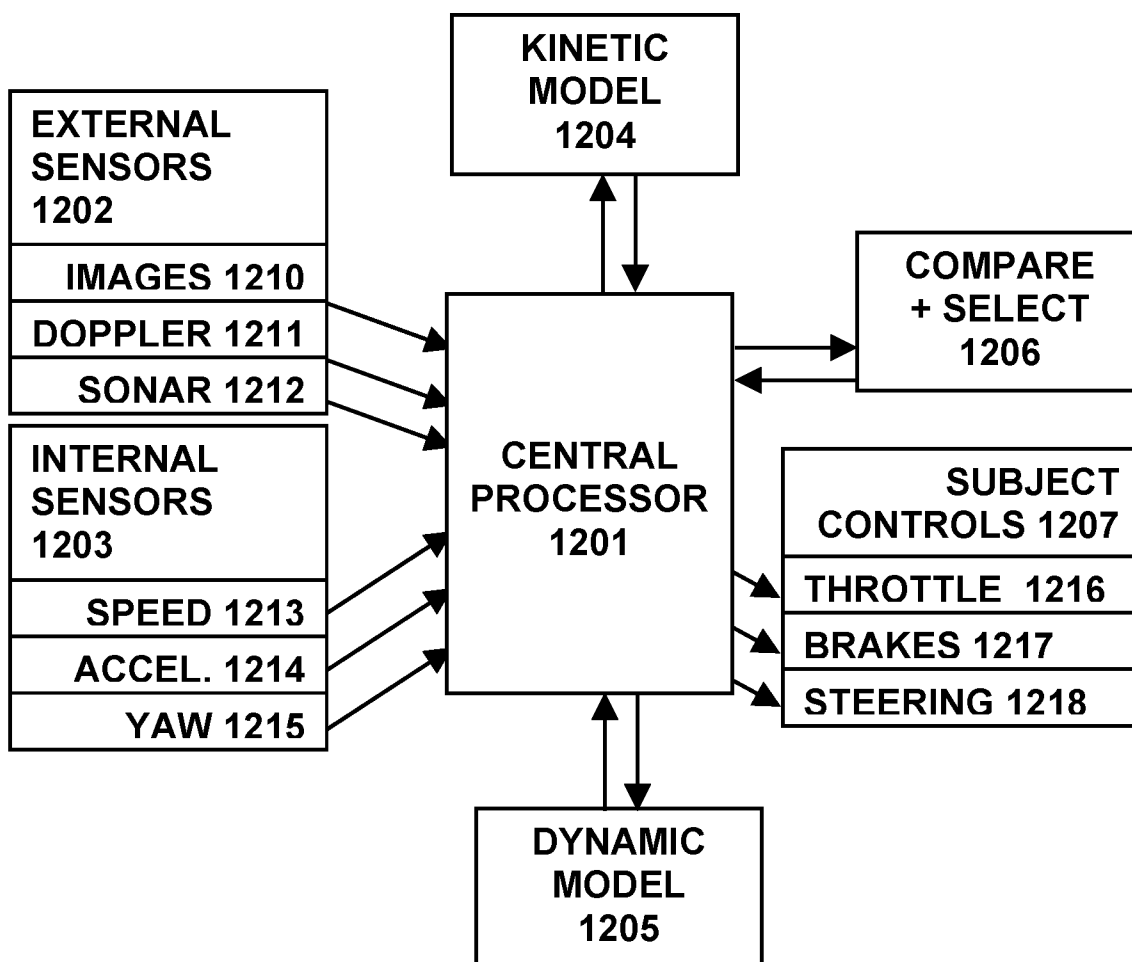 KINETIC
MODEL
1204
EXTERNAL
SENSORS
1202
IMAGES 1210
DOPPLER 1211
SONAR 1212
INTERNAL
SENSORS
1203
SPEED 1213
ACCEL. 1214
YAW 1215
CENTRAL
PROCESSOR
1201
COMPARE
+ SELECT
1206
SUBJECT
CONTROLS 1207
THROTTLE 1216
BRAKES 1217
STEERING 1218
DYNAMIC
MODEL
1205